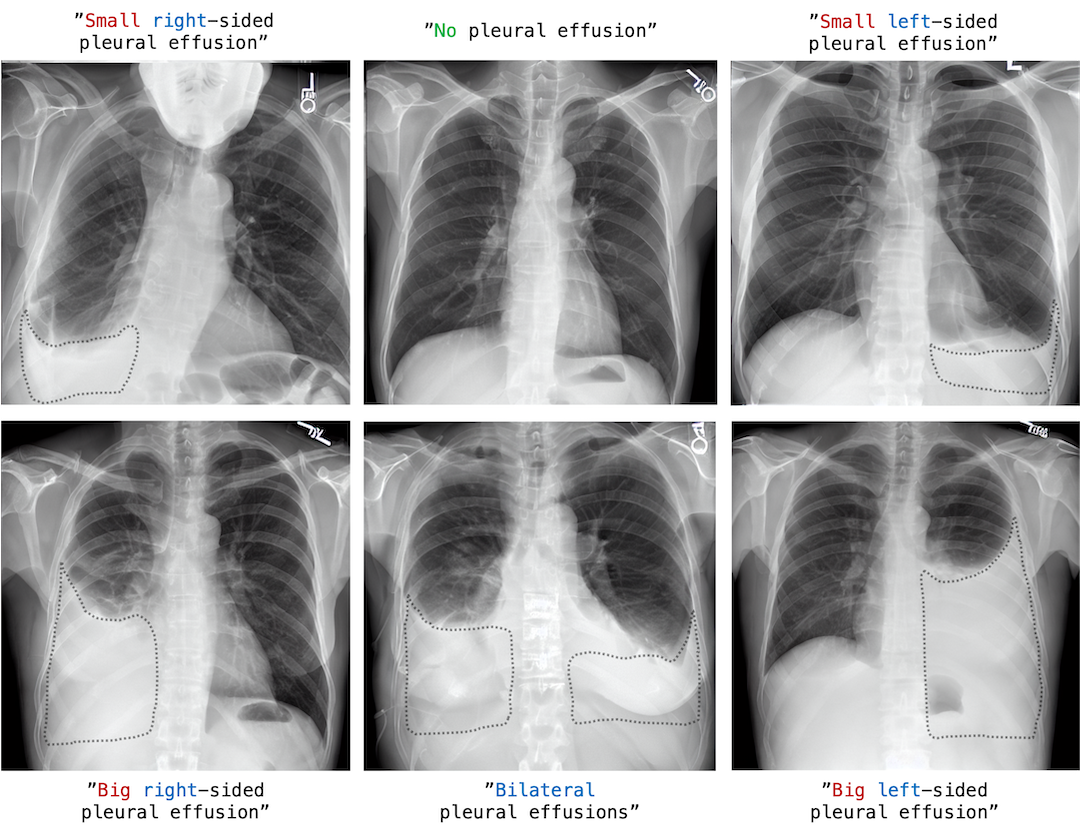 ”Small right-sided
pleural effusion”
”No pleural effusion”
”Small left-sided
pleural effusion”
L
”Big right-sided
pleural effusion”
”Bilateral
pleural effusions”
”Big left-sided
pleural effusion”